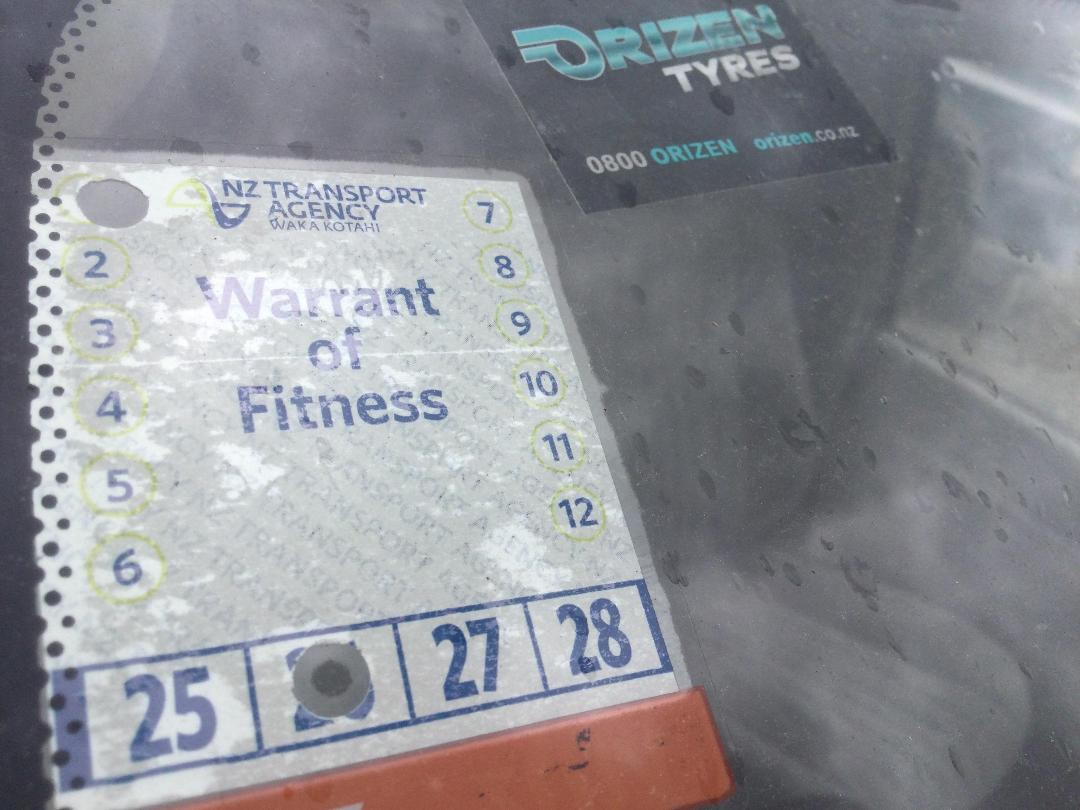 ORIZEN
TYRES
0800 ORIZEN orizen.co.nz
NZ TRANSPORT
AGENCY
WAKA KOTAHI
Warrant
of
Fitness
2
3
4
5
6
7
8
9
10
11
12
25
27
28